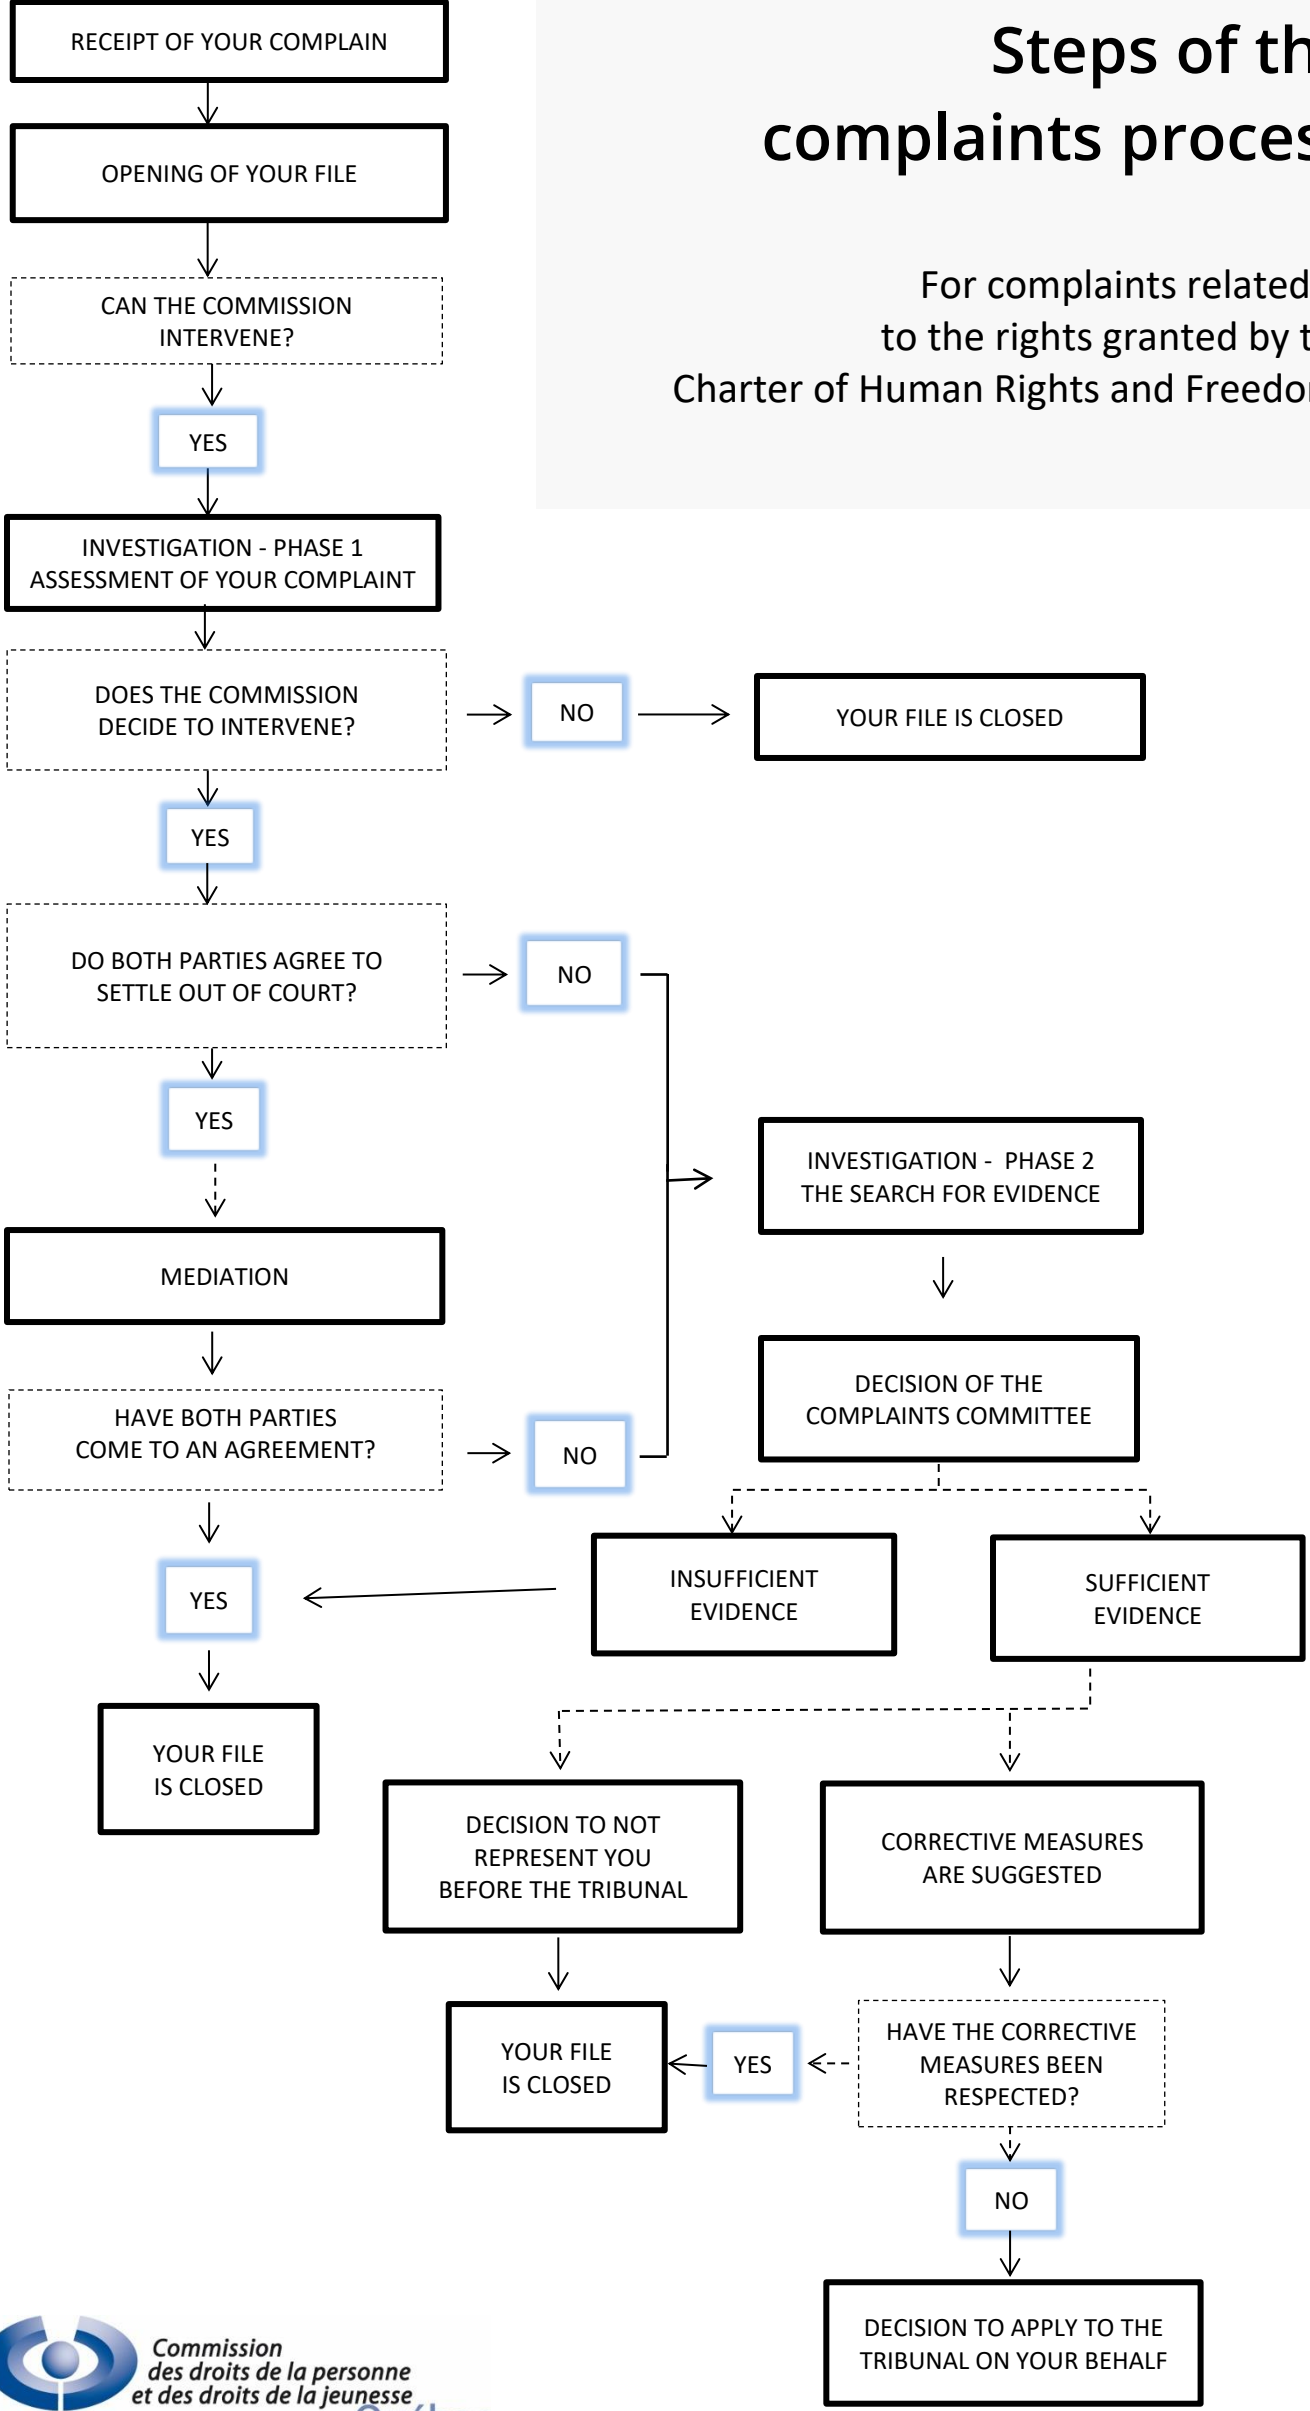 Steps of th
complaints proces
For complaints related
to the rights granted by t
Charter of Human Rights and Freedo
RECEIPT OF YOUR COMPLAIN
OPENING OF YOUR FILE
CAN THE COMMISSION
INTERVENE?
YES
INVESTIGATION - PHASE 1
ASSESSMENT OF YOUR COMPLAINT
DOES THE COMMISSION
DECIDE TO INTERVENE?
NO
YOUR FILE IS CLOSED
YES
DO BOTH PARTIES AGREE TO
SETTLE OUT OF COURT?
NO
YES
INVESTIGATION - PHASE 2
THE SEARCH FOR EVIDENCE
MEDIATION
DECISION OF THE
COMPLAINTS COMMITTEE
HAVE BOTH PARTIES
COME TO AN AGREEMENT?
NO
INSUFFICIENT
EVIDENCE
SUFFICIENT
EVIDENCE
YES
YOUR FILE
IS CLOSED
DECISION TO NOT
REPRESENT YOU
BEFORE THE TRIBUNAL
CORRECTIVE MEASURES
ARE SUGGESTED
YOUR FILE
IS CLOSED
YES
HAVE THE CORRECTIVE
MEASURES BEEN
RESPECTED?
NO
DECISION TO APPLY TO THE
TRIBUNAL ON YOUR BEHALF
Commission
des droits de la personne
et des droits de la jeunesse